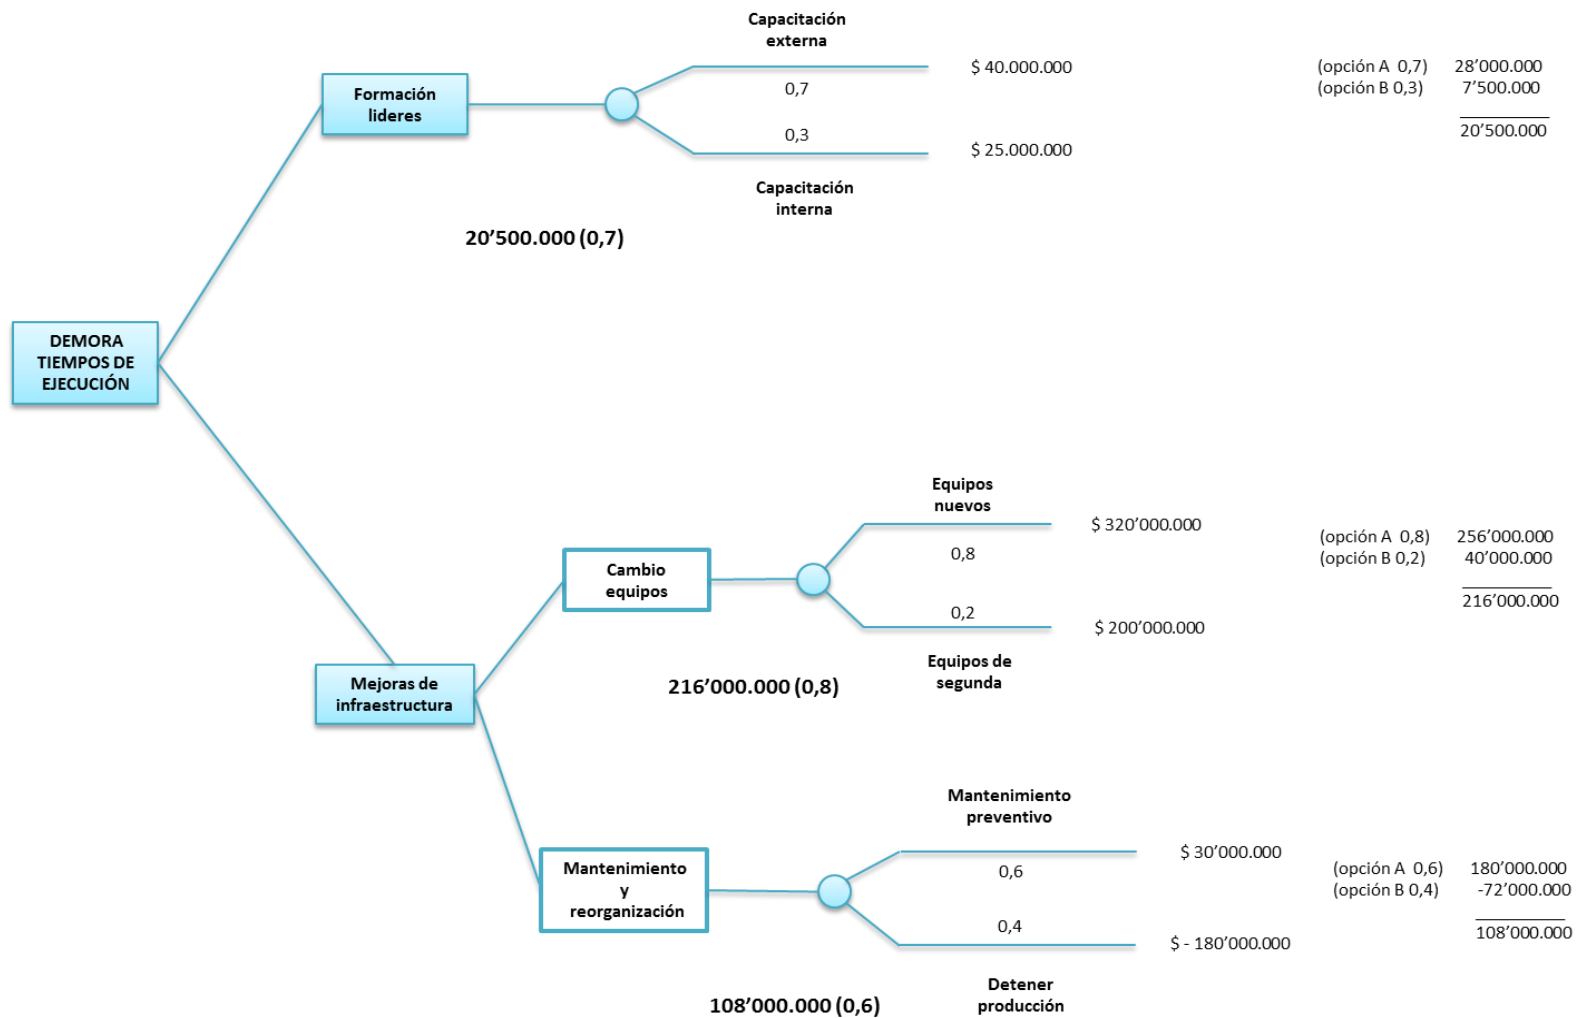 Capacitación
externa
$ 40.000.000
(opción A  0,7)    28’000.000
Formación
lideres
0,7
(opción B 0,3)    7’500.000
0,3
20’500.000
$ 25.000.000
Capacitación
interna
20’500.000 (0,7)
DEMORA
TIEMPOS DE
EJECUCIÓN
Equipos
nuevos
$ 320’000.000
(opción A  0,8)    256’000.000
0,8
(opción B 0,2)    40’000.000
Cambio
equipos
216’000.000
0,2
$ 200’000.000
Equipos de
segunda
Mejoras de
infraestructura
216’000.000 (0,8)
Mantenimiento
preventivo
$ 30’000.000
Mantenimiento
y
reorganización
0,6
(opción A  0,6)    180’000.000
(opción B 0,4)    -72’000.000
0,4
108’000.000
$ - 180’000.000
Detener
producción
108’000.000 (0,6)